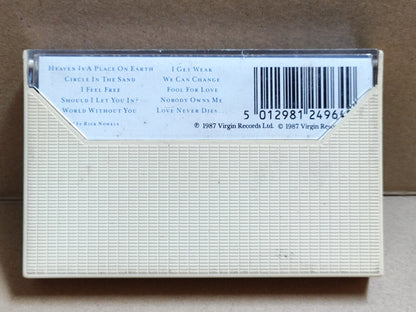 Heaven Is A Place On Earth
Circle In The Sand
I Feel Free
Should I Let You In?
World Without You
I Get Weak
We Can Change
Fool For Love
Nobody Owns Me
Love Never Dies...
Rick Nowels
5 012981 24964
℗ 1987 Virgin Records Ltd. © 1987 Virgin